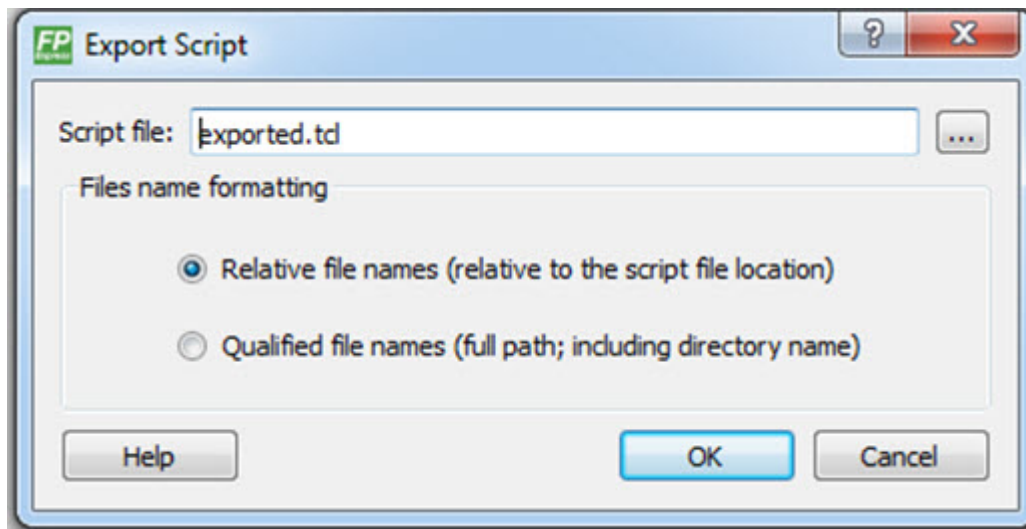 FP Export Script
express
Script file: exported.tcl ...
Files name formatting
Relative file names (relative to the script file location)
Qualified file names (full path; including directory name)
Help OK Cancel